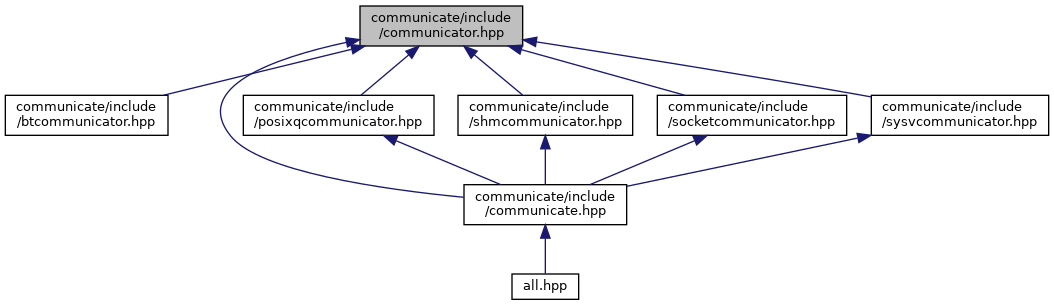 communicate/include
/communicator.hpp
communicate/include
/btcommunicator.hpp
communicate/include
/posixqcommunicator.hpp
communicate/include
/shmcommunicator.hpp
communicate/include
/socketcommunicator.hpp
communicate/include
/sysvcommunicator.hpp
communicate/include
/communicate.hpp
all.hpp